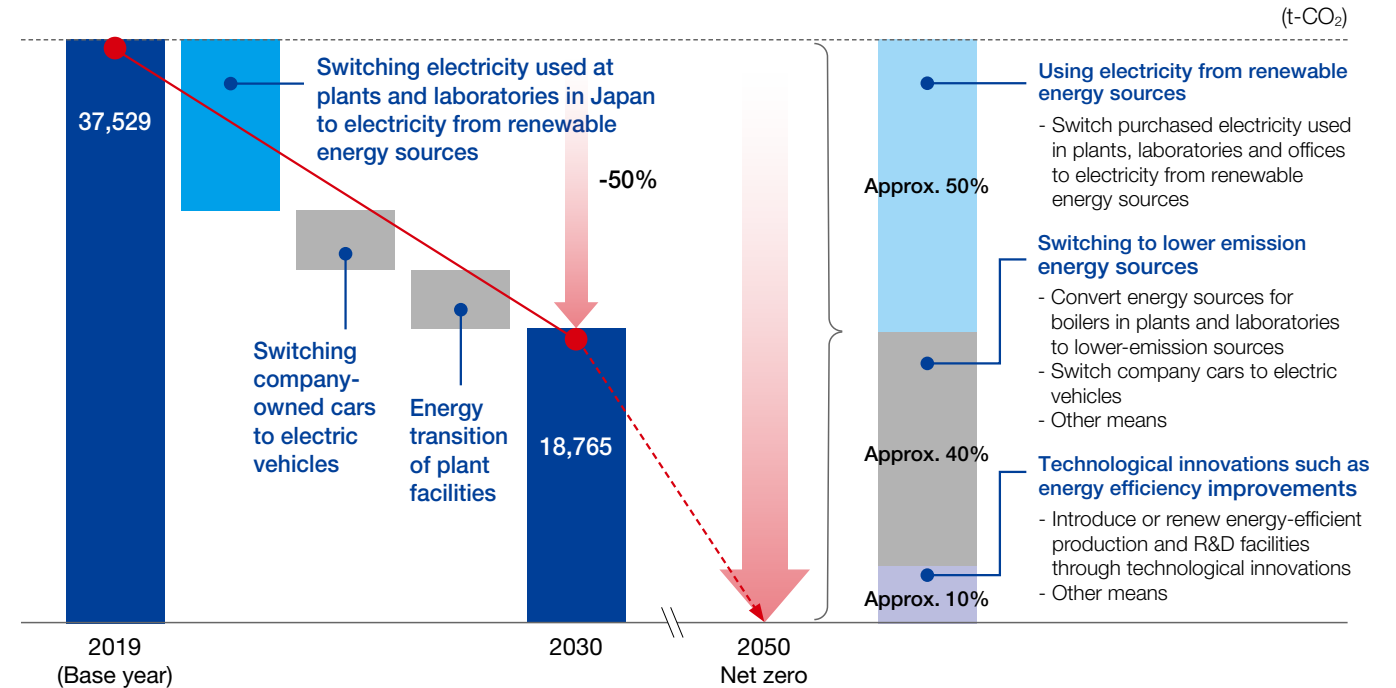 (t-CO₂)
37,529
Switching electricity used at
plants and laboratories in Japan
to electricity from renewable
energy sources
-50%
Switching
company-
owned cars
to electric
vehicles
Energy
transition
of plant
facilities
18,765
2019
(Base year)
2030
2050
Net zero
Approx. 50%
Approx. 40%
Approx. 10%
Using electricity from renewable
energy sources
- Switch purchased electricity used
in plants, laboratories and offices
to electricity from renewable
energy sources
Switching to lower emission
energy sources
- Convert energy sources for
boilers in plants and laboratories
to lower-emission sources
- Switch company cars to electric
vehicles
- Other means
Technological innovations such as
energy efficiency improvements
- Introduce or renew energy-efficient
production and R&D facilities
through technological innovations
- Other means